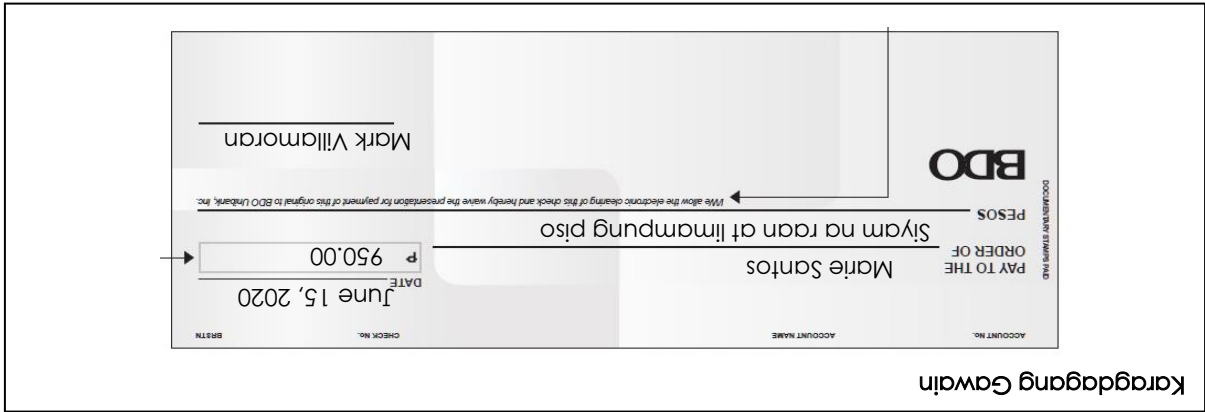 Karagdagang Gawain
ACCOUNT No. ACCOUNT NAME CHECK No. BRSTN
DATE June 15, 2020
PAY TO THE
ORDER OF Marie Santos P 950.00
PESOS Siyam na raan at limampung piso
I/We allow the electronic clearing of this check and hereby waive the presentation for payment of this original to BDO Unibank, Inc.
DOCUMENTARY STAMPS PAID
BDO
Mark Villamoran